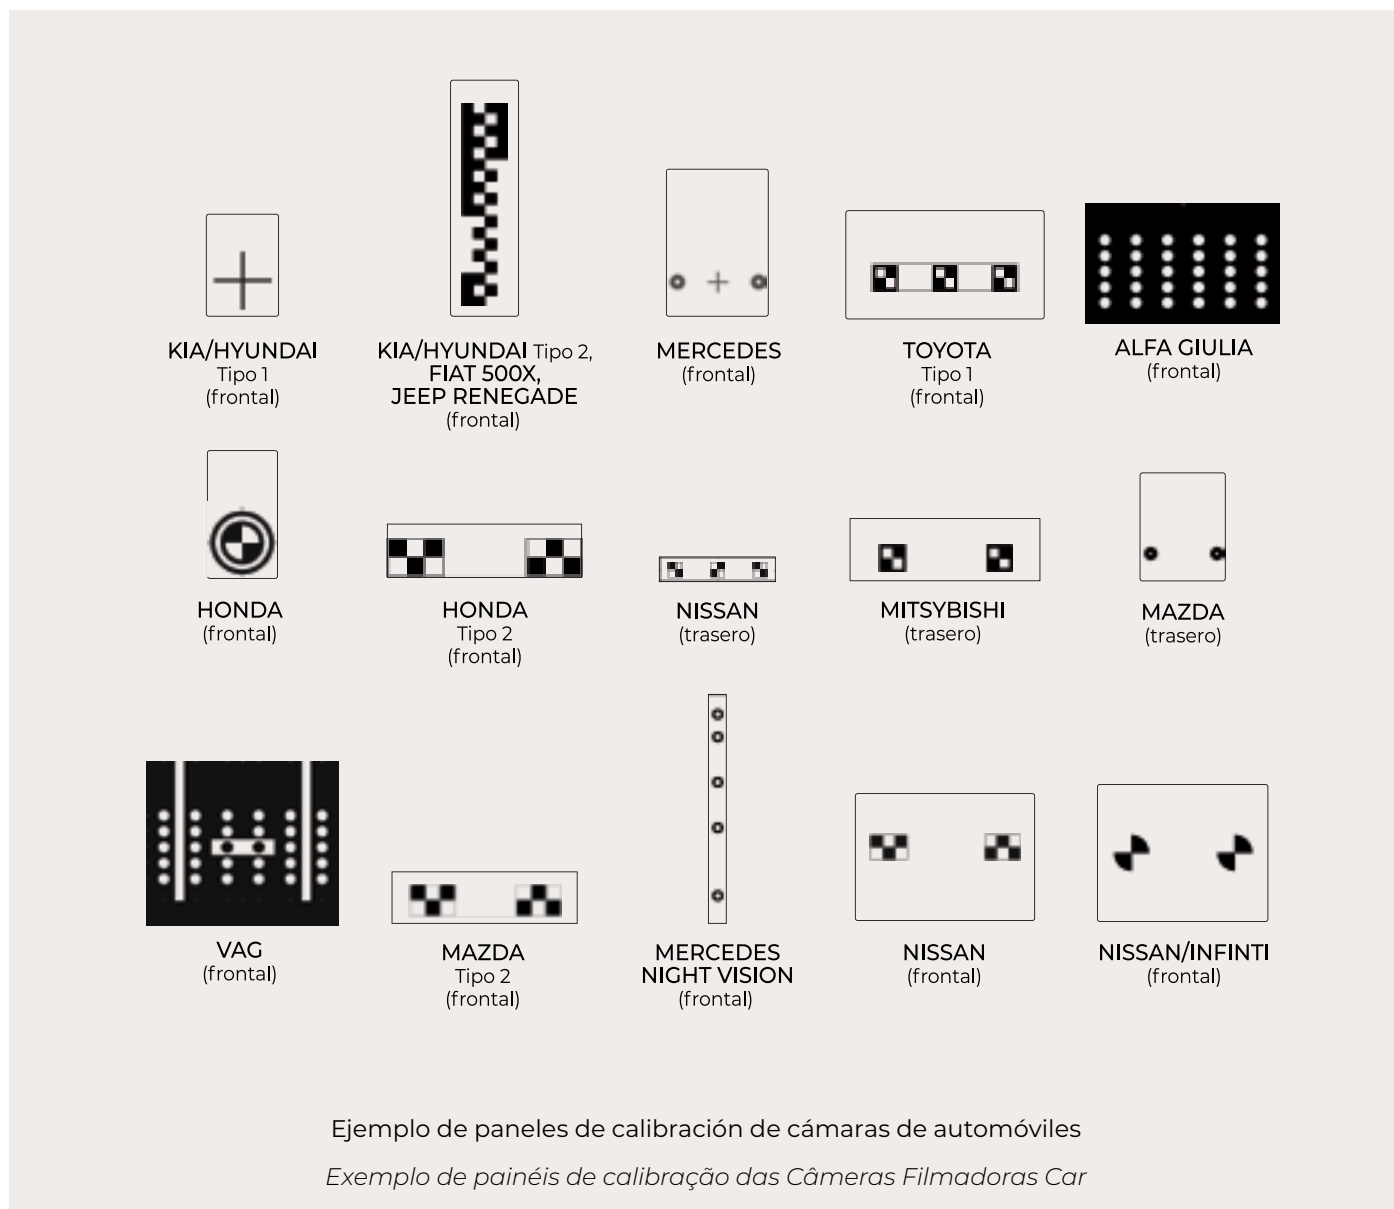 KIA/HYUNDAI
Tipo 1
(frontal)
KIA/HYUNDAI Tipo 2,
FIAT 500X,
JEEP RENEGADE
(frontal)
MERCEDES
(frontal)
TOYOTA
Tipo 1
(frontal)
ALFA GIULIA
(frontal)
HONDA
(frontal)
HONDA
Tipo 2
(frontal)
NISSAN
(trasero)
MITSYBISHI
(trasero)
MAZDA
(trasero)
VAG
(frontal)
MAZDA
Tipo 2
(frontal)
MERCEDES
NIGHT VISION
(frontal)
NISSAN
(frontal)
NISSAN/INFINTI
(frontal)
Ejemplo de paneles de calibración de cámaras de automóviles
Exemplo de painéis de calibração das Câmeras Filmadoras Car